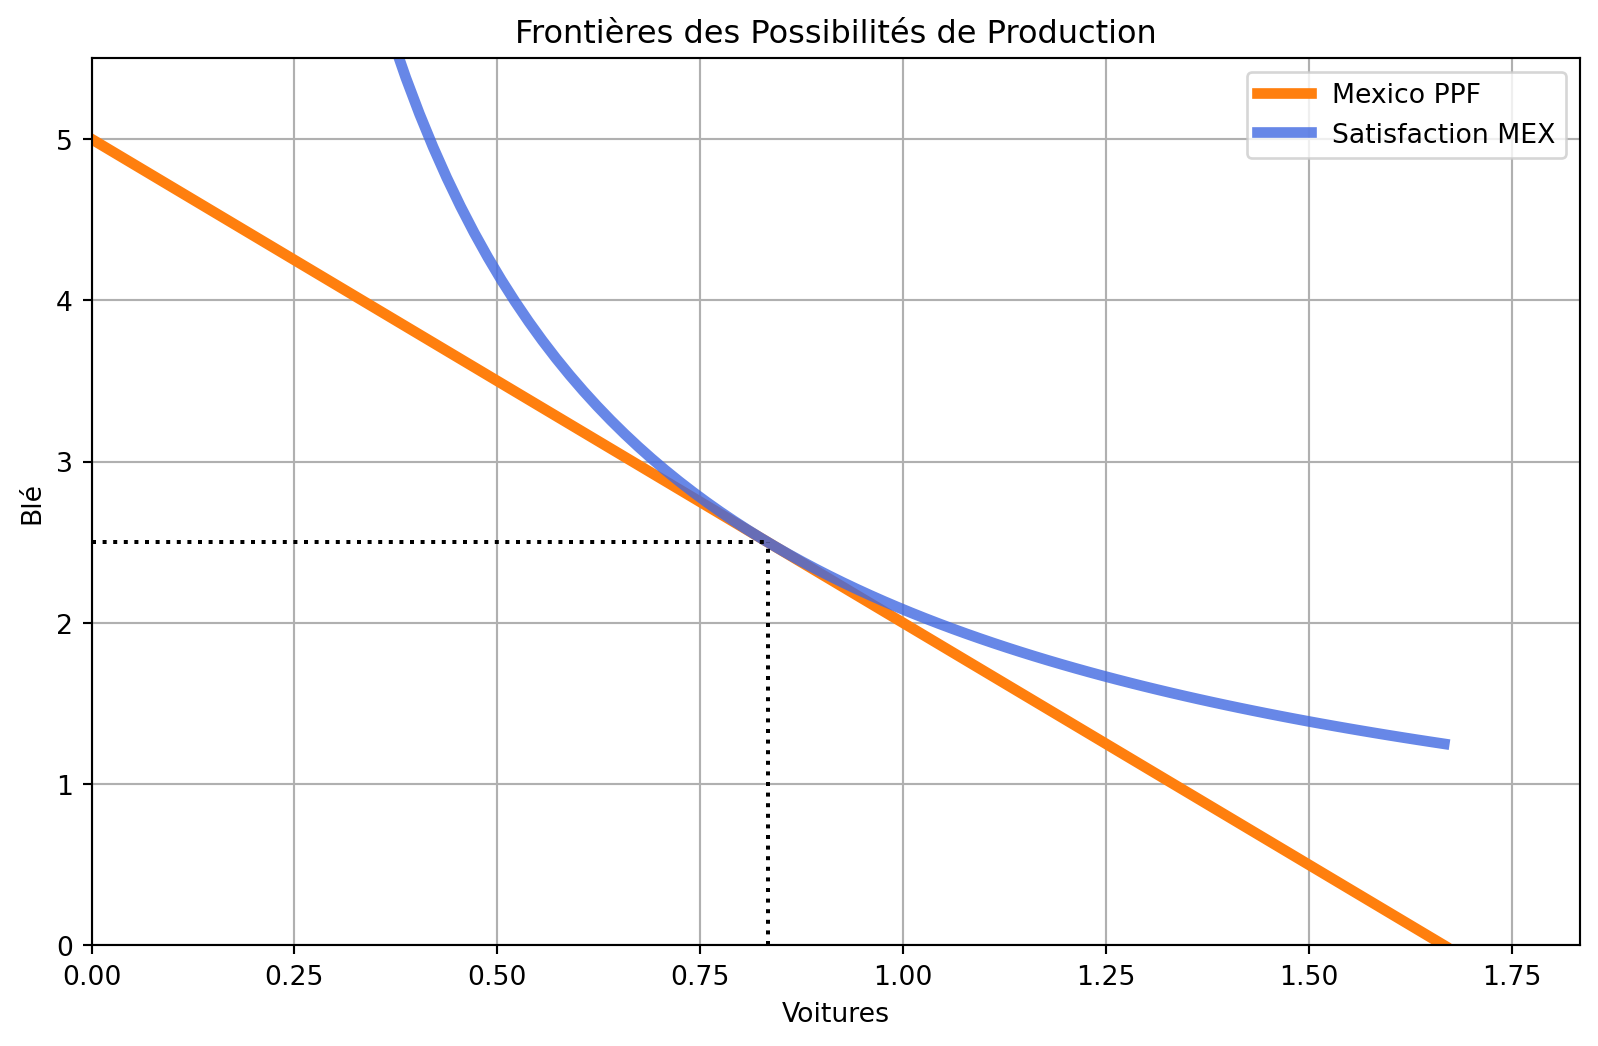 Frontières des Possibilités de Production
Mexico PPF
Satisfaction MEX
5
4
3
2
1
0
Blé
0.00 0.25 0.50 0.75 1.00 1.25 1.50 1.75
Voitures